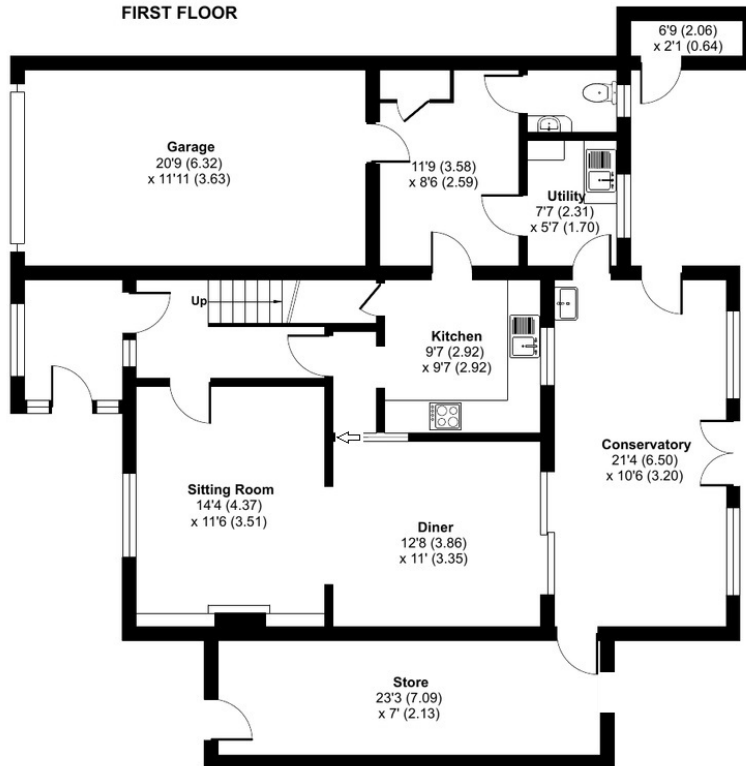 FIRST FLOOR
6'9 (2.06)
x 2'1 (0.64)
Garage
20'9 (6.32)
x 11'11 (3.63)
11'9 (3.58)
x 8'6 (2.59)
Utility
7'7 (2.31)
x 5'7 (1.70)
Up
Kitchen
9'7 (2.92)
x 9'7 (2.92)
Conservatory
21'4 (6.50)
x 10'6 (3.20)
Sitting Room
14'4 (4.37)
x 11'6 (3.51)
Diner
12'8 (3.86)
x 11' (3.35)
Store
23'3 (7.09)
x 7' (2.13)